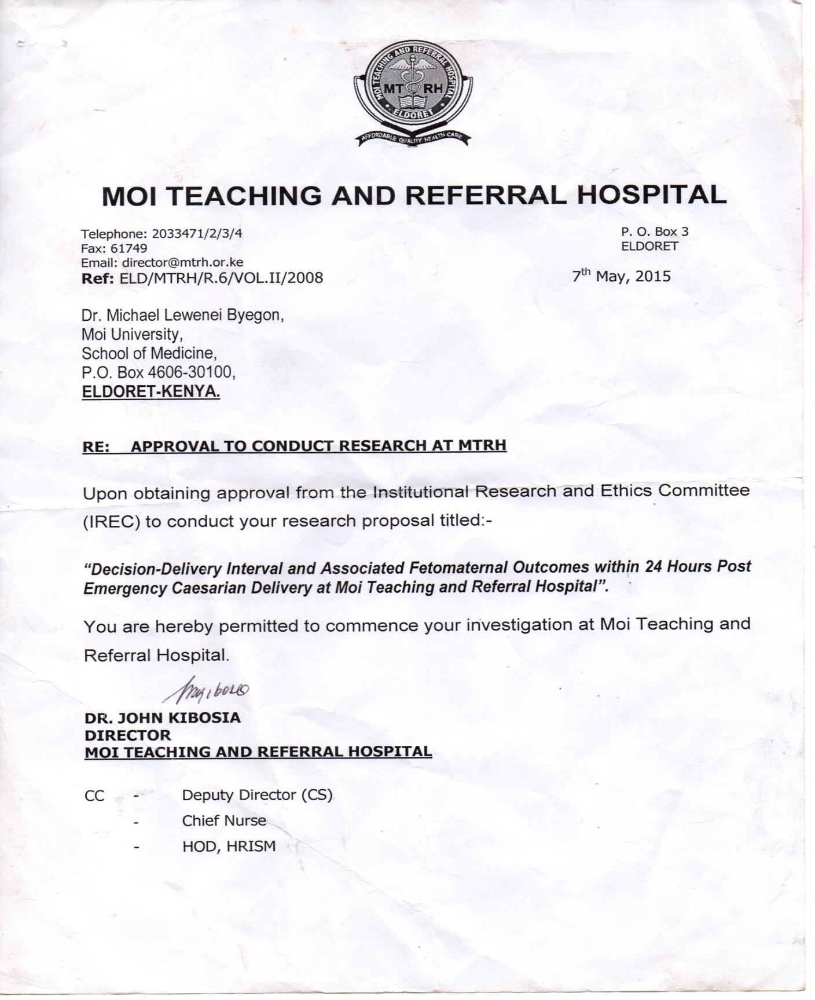 MOI TEACHING AND REFERRAL HOSPITAL
MT RH
ELDORET
AFFORDABLE QUALITY HEALTH CARE
MOI TEACHING AND REFERRAL HOSPITAL
Telephone: 2033471/2/3/4
Fax: 61749
Email: director@mtrh.or.ke
Ref: ELD/MTRH/R.6/VOL.II/2008
P. O. Box 3
ELDORET
7th May, 2015
Dr. Michael Lewenei Byegon,
Moi University,
School of Medicine,
P.O. Box 4606-30100,
ELDORET-KENYA.
RE: APPROVAL TO CONDUCT RESEARCH AT MTRH
Upon obtaining approval from the Institutional Research and Ethics Committee
(IREC) to conduct your research proposal titled:-
“Decision-Delivery Interval and Associated Fetomaternal Outcomes within 24 Hours Post
Emergency Caesarian Delivery at Moi Teaching and Referral Hospital”.
You are hereby permitted to commence your investigation at Moi Teaching and
Referral Hospital.
DR. JOHN KIBOSIA
DIRECTOR
MOI TEACHING AND REFERRAL HOSPITAL
CC - Deputy Director (CS)
- Chief Nurse
- HOD, HRISM